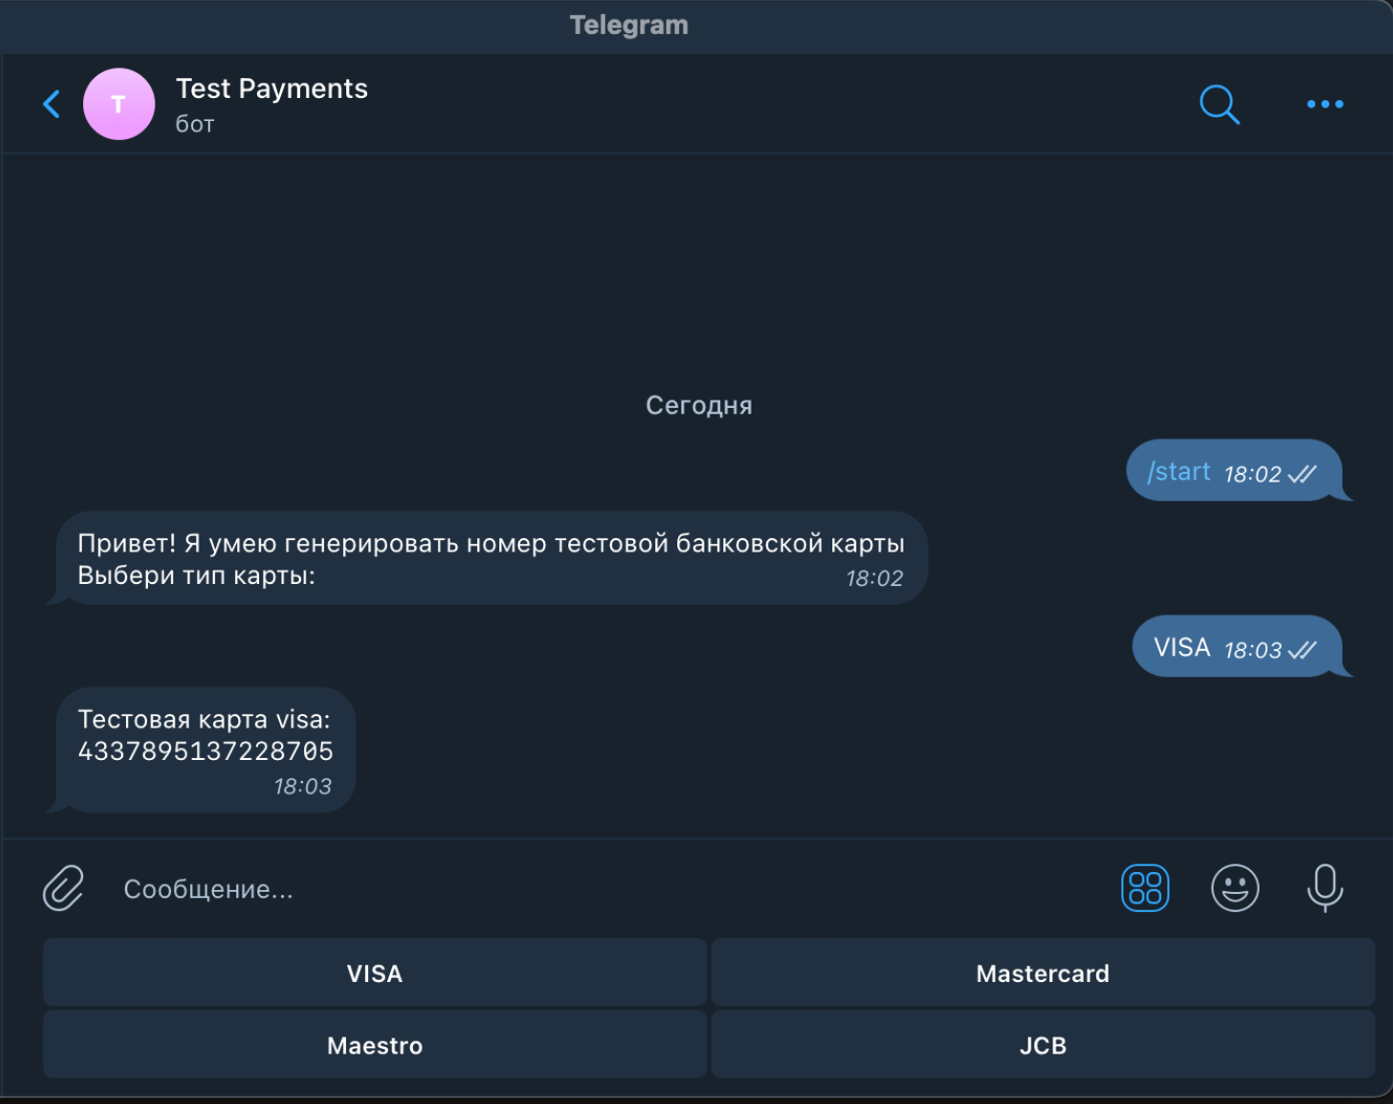 Telegram
T
Test Payments
бот
Сегодня
/start 18:02
Привет! Я умею генерировать номер тестовой банковской карты
Выбери тип карты:
18:02
VISA 18:03
Тестовая карта visa:
4337895137228705
18:03
Сообщение...
VISA
Mastercard
Maestro
JCB